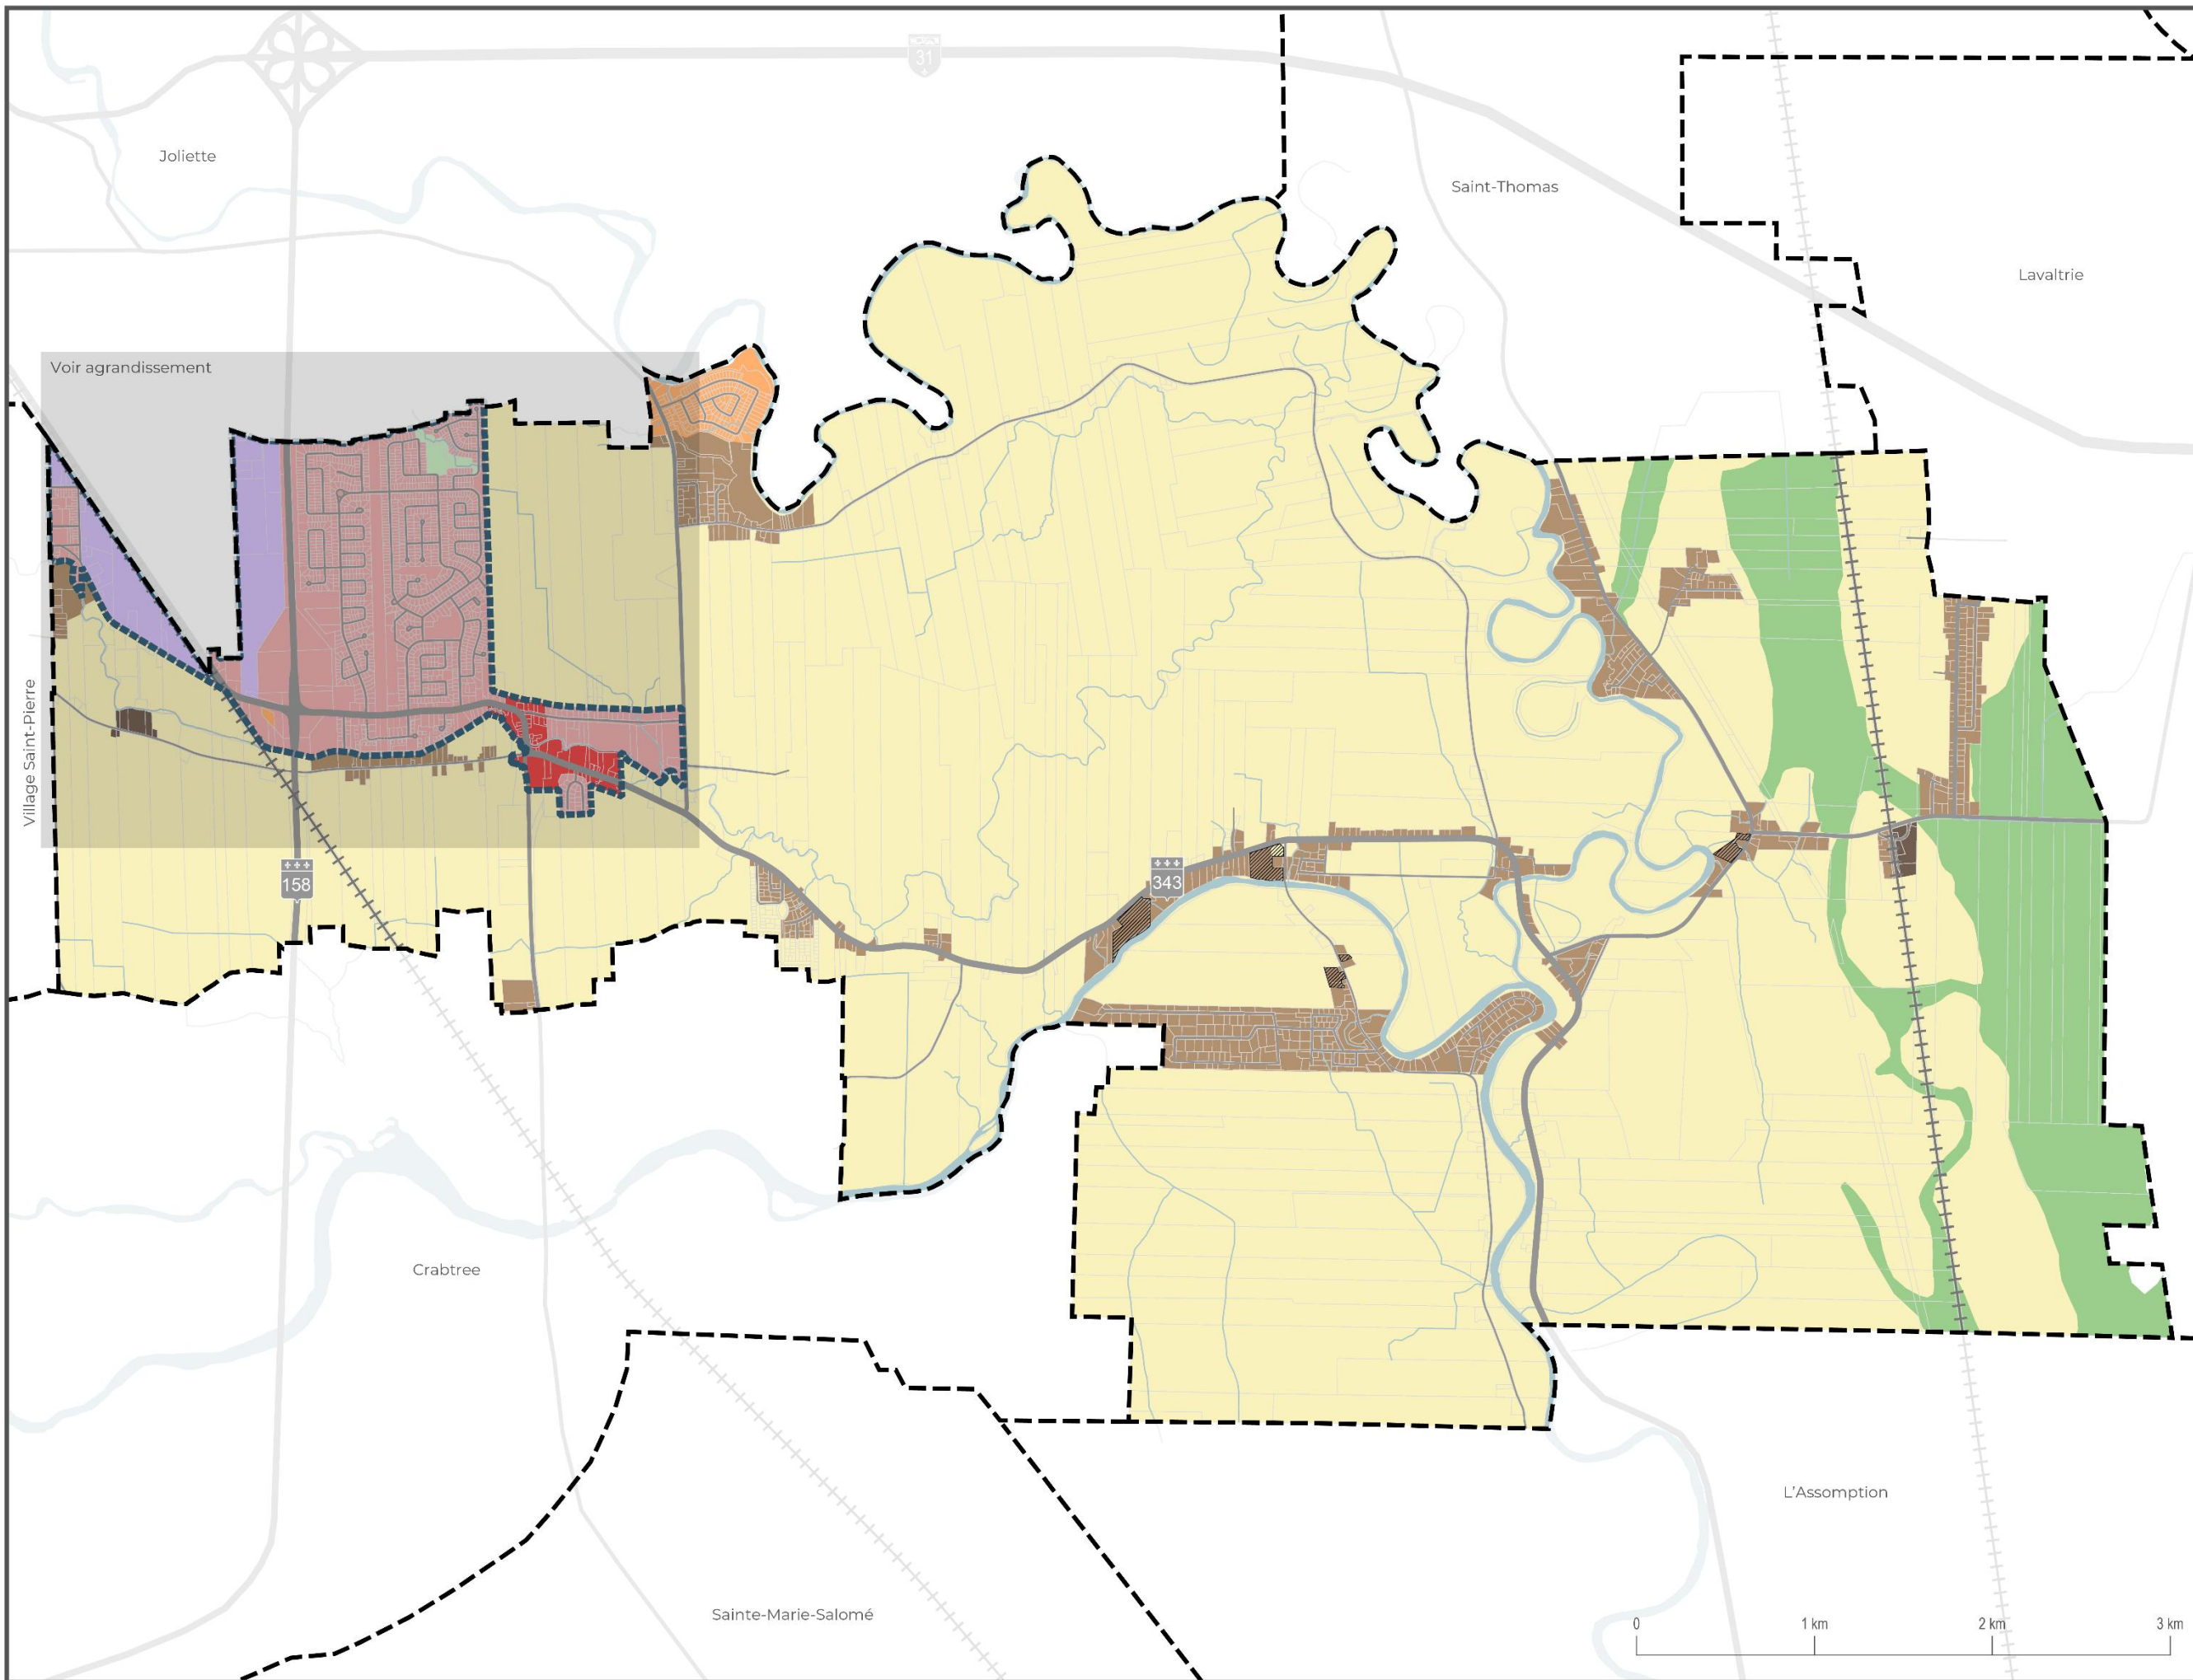 31
Joliette
Saint-Thomas
Lavaltrie
Voir agrandissement
Village Saint-Pierre
158
343
Crabtree
L'Assomption
Sainte-Marie-Salomé
0 1 km 2 km 3 km